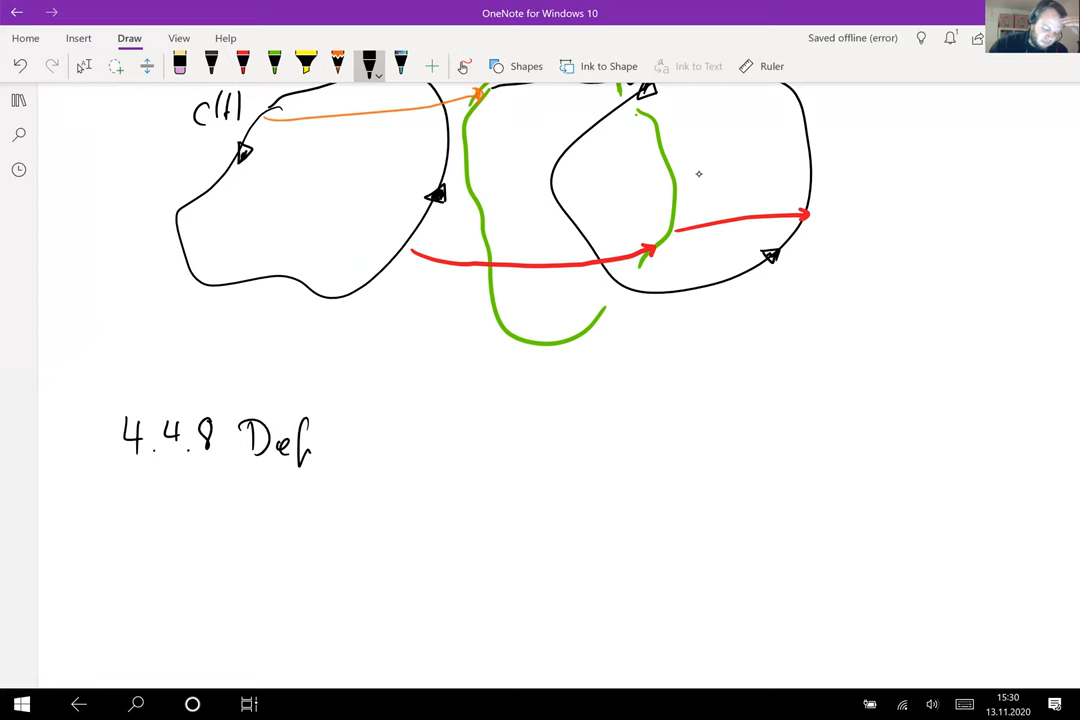 OneNote for Windows 10
Home Insert Draw View Help Saved offline (error)
Shapes Ink to Shape Ink to Text Ruler
c(t)
4.4.8 Def
15:30
13.11.2020